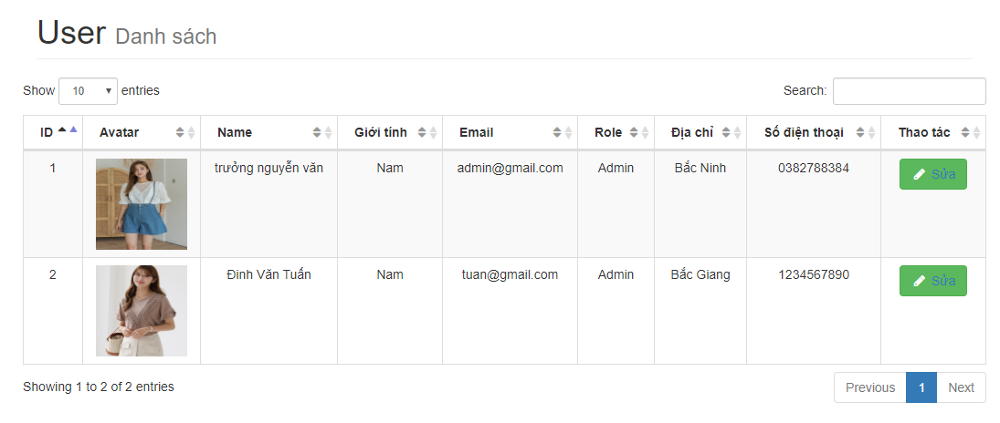 User Danh sách
Show 10 entries Search:
ID Avatar Name Giới tính Email Role Địa chỉ Số điện thoại Thao tác
1 trưởng nguyễn văn Nam admin@gmail.com Admin Bắc Ninh 0382788384 Sửa
2 Đinh Văn Tuấn Nam tuan@gmail.com Admin Bắc Giang 1234567890 Sửa
Showing 1 to 2 of 2 entries Previous 1 Next